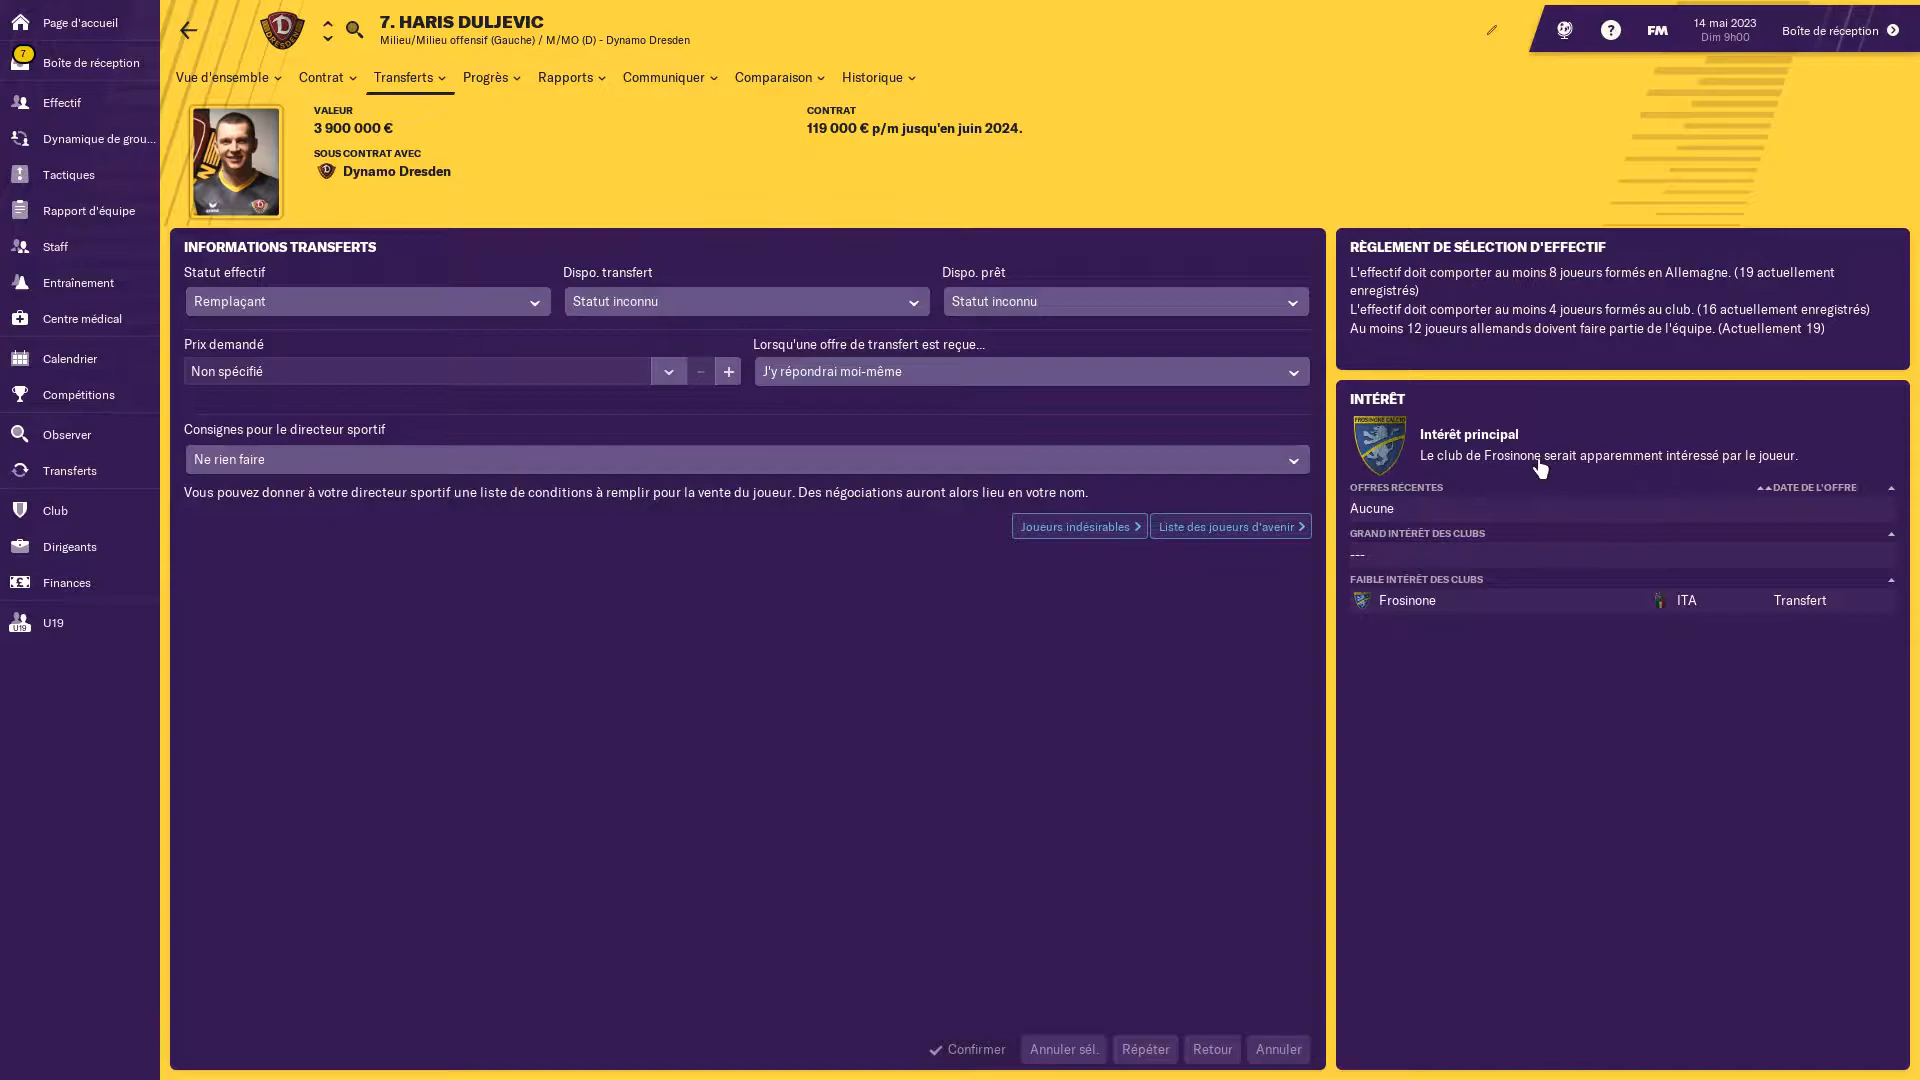 Page d'accueil
7
Boîte de réception
Effectif
Dynamique de grou...
Tactiques
Rapport d'équipe
Staff
Entraînement
Centre médical
Calendrier
Compétitions
Observer
Transferts
Club
Dirigeants
Finances
U19
U19
7. HARIS DULJEVIC
Milieu/Milieu offensif (Gauche) / M/MO (D) - Dynamo Dresden
? FM
14 mai 2023
Dim 9h00
Boîte de réception
Vue d'ensemble Contrat Transferts Progrès Rapports Communiquer Comparaison Historique
VALEUR
3 900 000 €
SOUS CONTRAT AVEC
Dynamo Dresden
CONTRAT
119 000 € p/m jusqu'en juin 2024.
INFORMATIONS TRANSFERTS
Statut effectif Dispo. transfert Dispo. prêt
Remplaçant Statut inconnu Statut inconnu
Prix demandé Lorsqu'une offre de transfert est reçue...
Non spécifié - + J'y répondrai moi-même
Consignes pour le directeur sportif
Ne rien faire
Vous pouvez donner à votre directeur sportif une liste de conditions à remplir pour la vente du joueur. Des négociations auront alors lieu en votre nom.
Joueurs indésirables Liste des joueurs d'avenir
Confirmer Annuler sél. Répéter Retour Annuler
RÈGLEMENT DE SÉLECTION D'EFFECTIF
L'effectif doit comporter au moins 8 joueurs formés en Allemagne. (19 actuellement
enregistrés)
L'effectif doit comporter au moins 4 joueurs formés au club. (16 actuellement enregistrés)
Au moins 12 joueurs allemands doivent faire partie de l'équipe. (Actuellement 19)
INTÉRÊT
FROSINONE CALCIO
Intérêt principal
Le club de Frosinone serait apparemment intéressé par le joueur.
OFFRES RÉCENTES DATE DE L'OFFRE
Aucune
GRAND INTÉRÊT DES CLUBS
---
FAIBLE INTÉRÊT DES CLUBS
Frosinone ITA Transfert